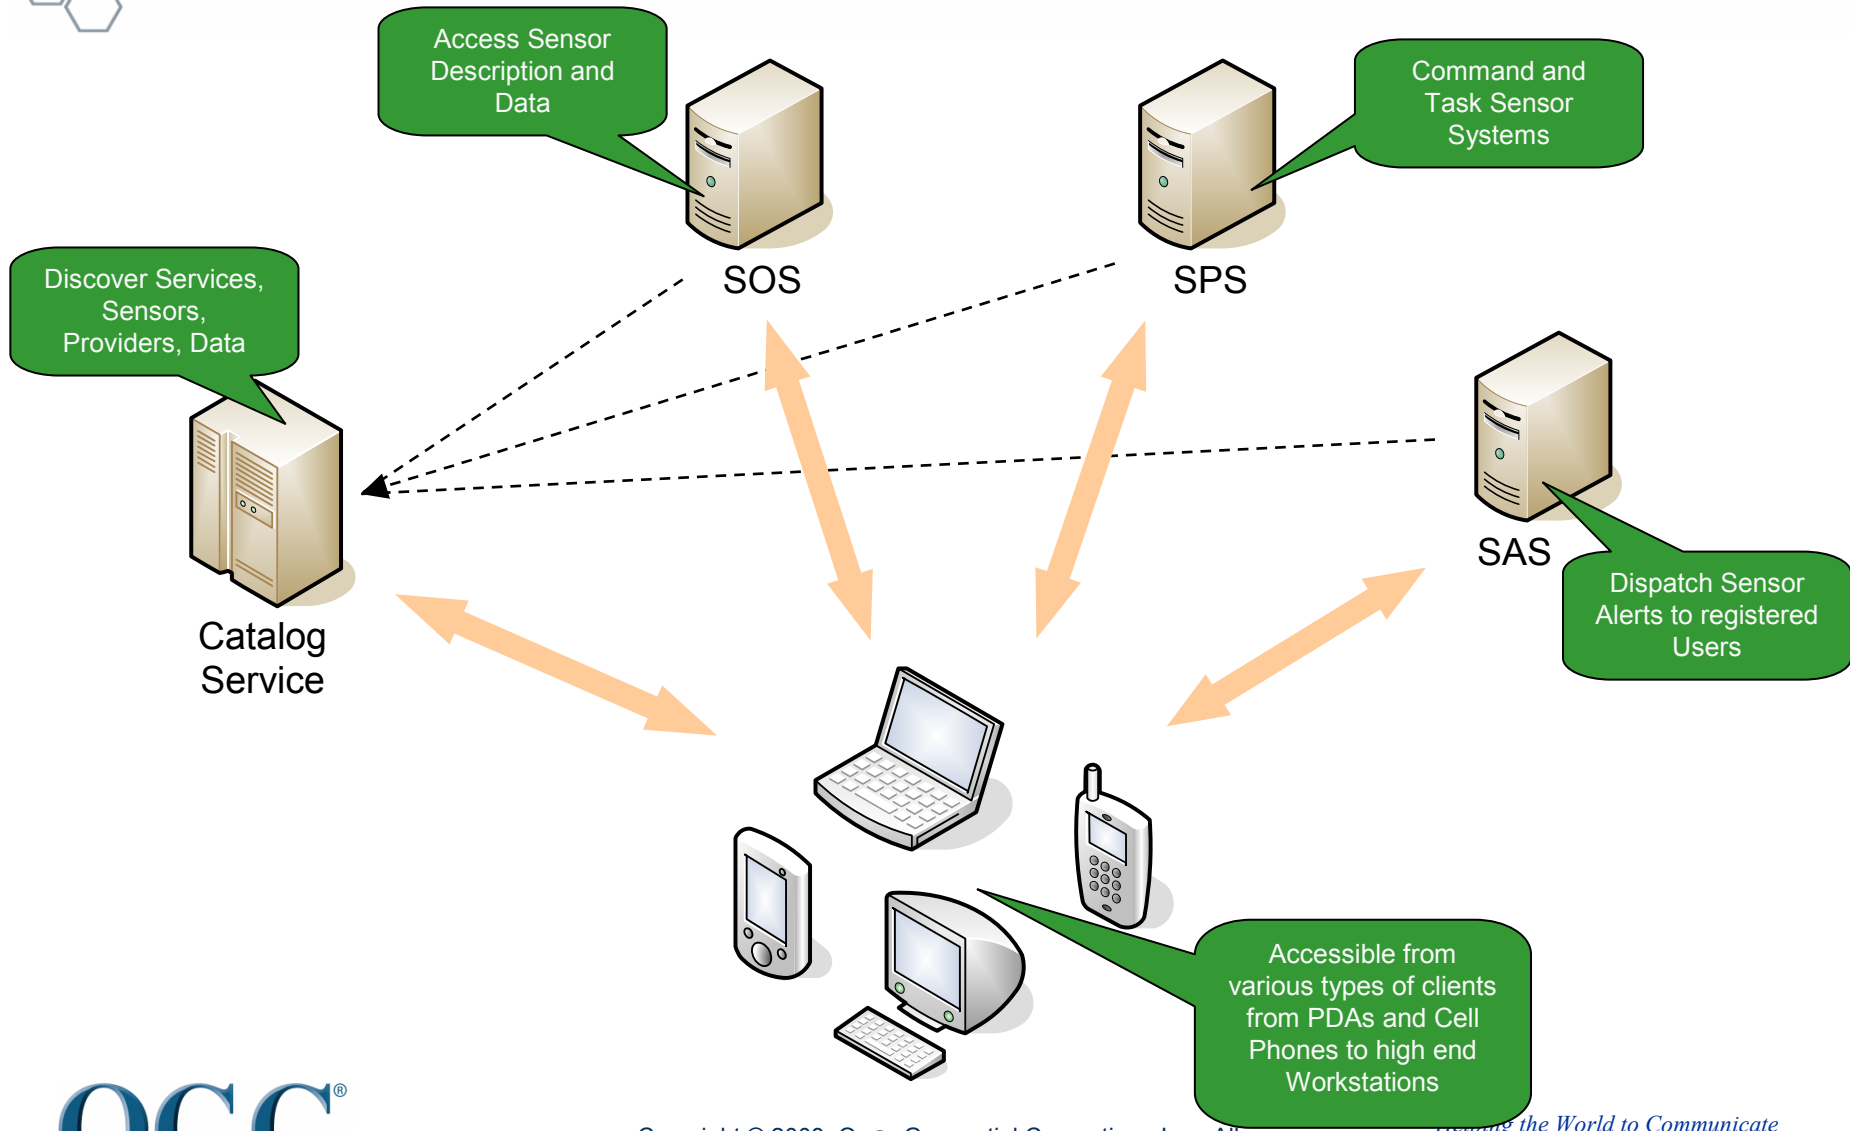 Access Sensor
Description and
Data
Command and
Task Sensor
Systems
Discover Services,
Sensors,
Providers, Data
SOS
SPS
SAS
Catalog
Service
Dispatch Sensor
Alerts to registered
Users
Accessible from
various types of clients
from PDAs and Cell
Phones to high end
Workstations
OGC®
the World to Communicate